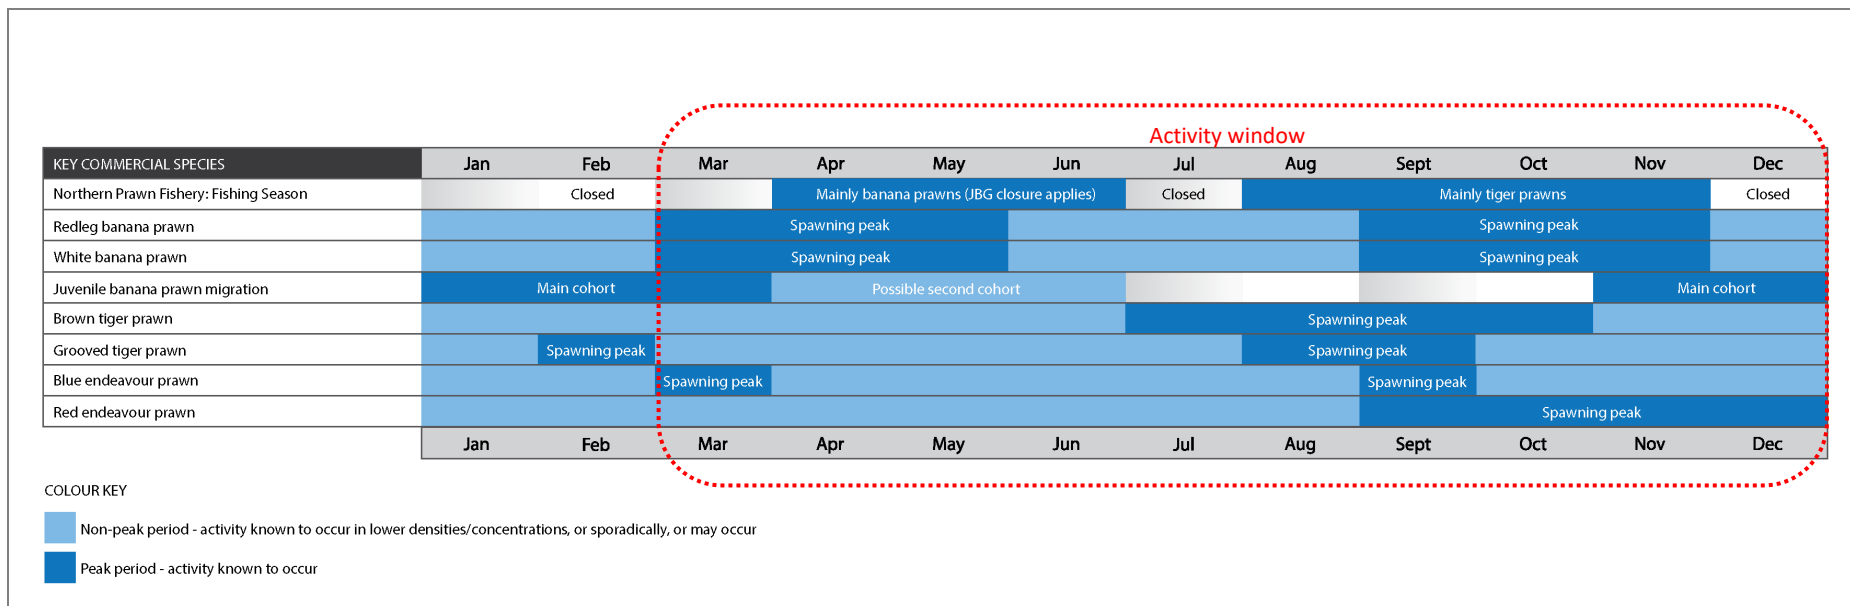 Activity window
KEY COMMERCIAL SPECIES Jan Feb Mar Apr May Jun Jul Aug Sept Oct Nov Dec
Northern Prawn Fishery: Fishing Season Closed Mainly banana prawns (JBG closure applies) Closed Mainly tiger prawns Closed
Redleg banana prawn Spawning peak Spawning peak
White banana prawn Spawning peak Spawning peak
Juvenile banana prawn migration Main cohort Possible second cohort Main cohort
Brown tiger prawn Spawning peak
Grooved tiger prawn Spawning peak Spawning peak
Blue endeavour prawn Spawning peak Spawning peak
Red endeavour prawn Spawning peak
Jan Feb Mar Apr May Jun Jul Aug Sept Oct Nov Dec
COLOUR KEY
Non-peak period - activity known to occur in lower densities/concentrations, or sporadically, or may occur
Peak period - activity known to occur